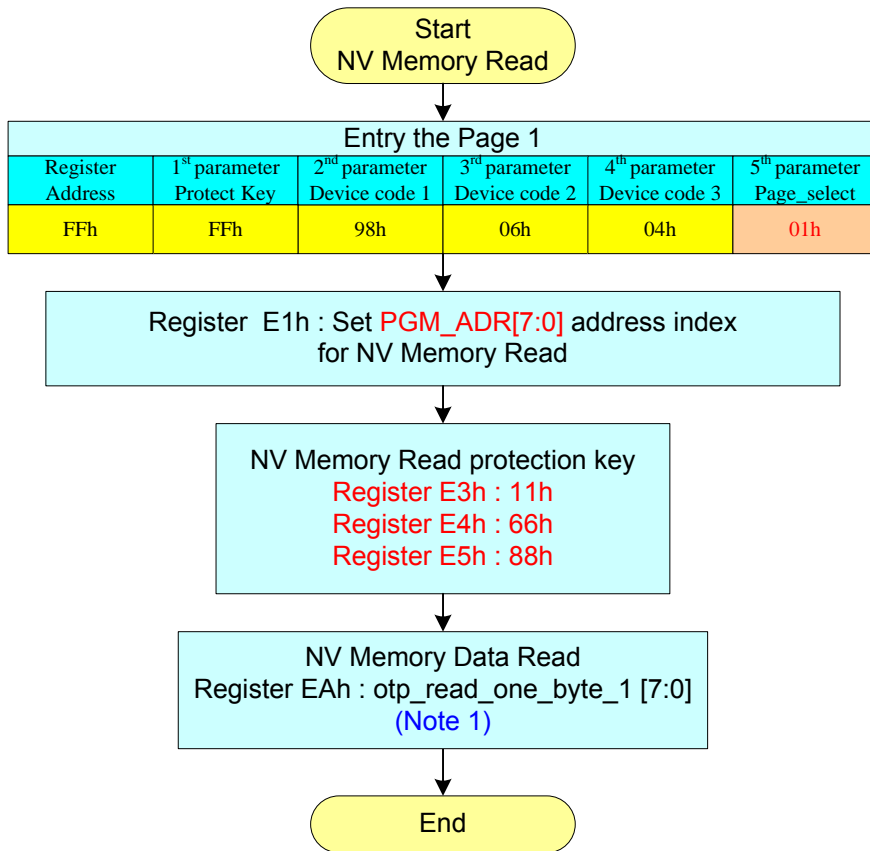 Start
NV Memory Read
Entry the Page 1
Register Address 1st parameter Protect Key 2nd parameter Device code 1 3rd parameter Device code 2 4th parameter Device code 3 5th parameter Page_select
FFh FFh 98h 06h 04h 01h
Register E1h : Set PGM_ADR[7:0] address index
for NV Memory Read
NV Memory Read protection key
Register E3h : 11h
Register E4h : 66h
Register E5h : 88h
NV Memory Data Read
Register EAh : otp_read_one_byte_1 [7:0]
(Note 1)
End